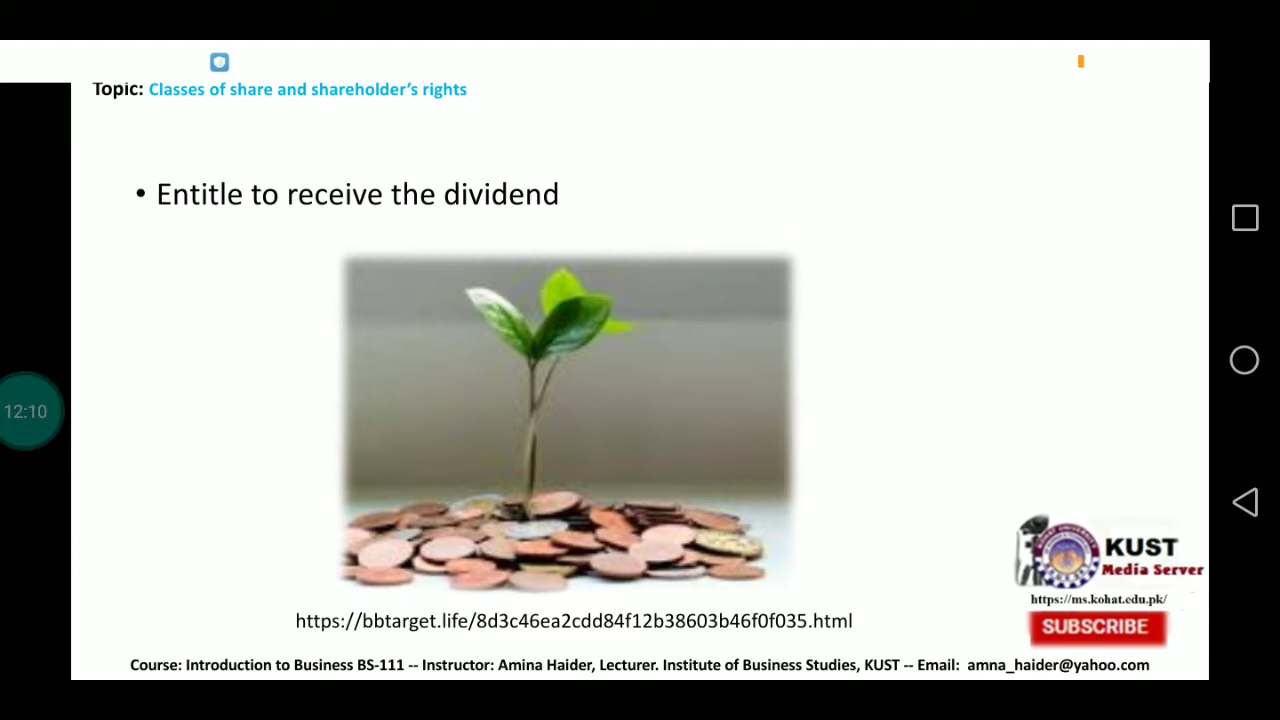 Topic: Classes of share and shareholder's rights
• Entitle to receive the dividend
12:10
KUST
Media Server
https://ms.kohat.edu.pk/
SUBSCRIBE
https://bbtarget.life/8d3c46ea2cdd84f12b38603b46f0f035.html
Course: Introduction to Business BS-111 -- Instructor: Amina Haider, Lecturer. Institute of Business Studies, KUST -- Email: amna_haider@yahoo.com